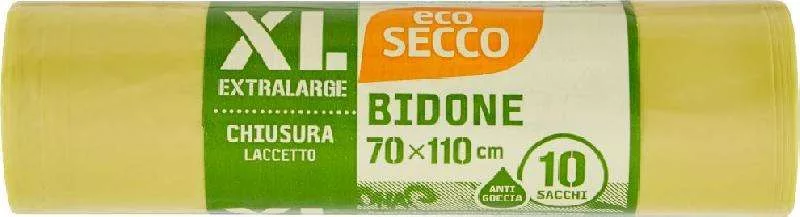 XL
EXTRALARGE
CHIUSURA
LACCETTO
eco
SECCO
BIDONE
70×110 cm
ANTI
GOCCIA
10
SACCHI